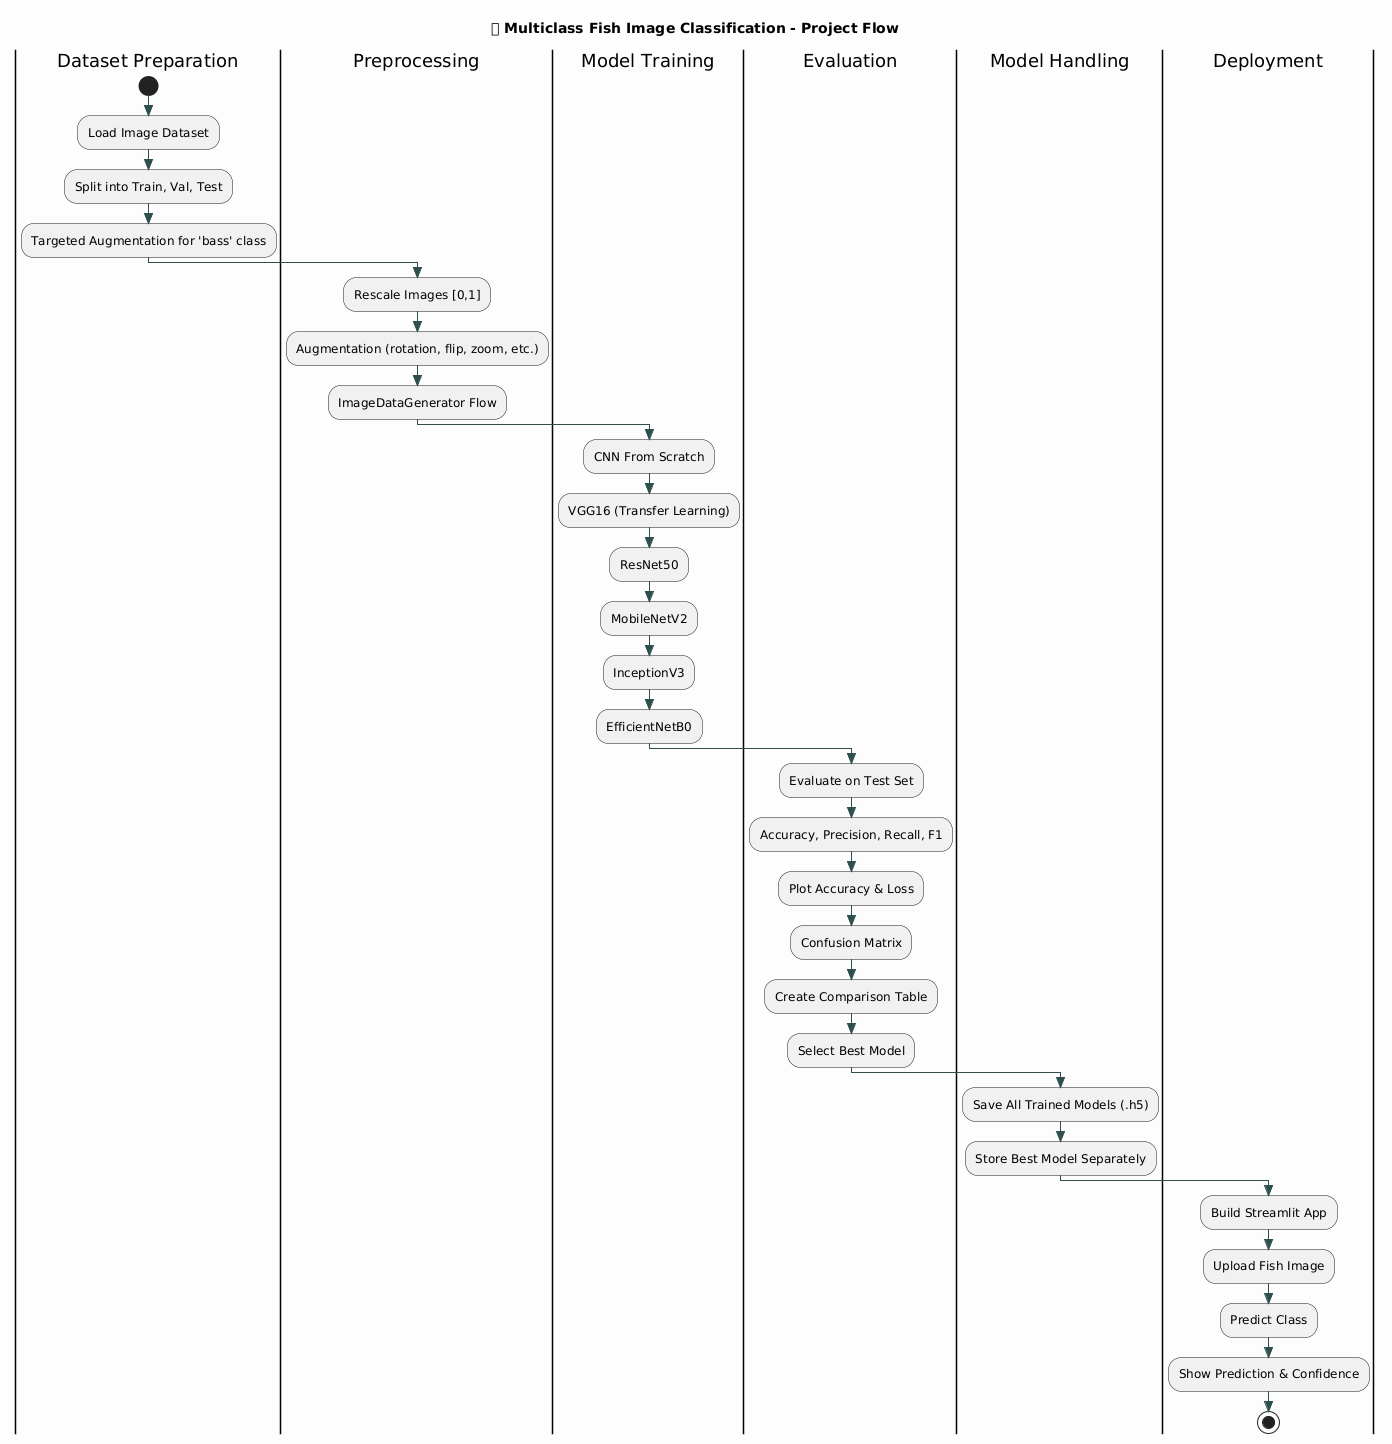 Multiclass Fish Image Classification - Project Flow
Dataset Preparation
Preprocessing
Model Training
Evaluation
Model Handling
Deployment
Load Image Dataset
Split into Train, Val, Test
Targeted Augmentation for 'bass' class
Rescale Images [0,1]
Augmentation (rotation, flip, zoom, etc.)
ImageDataGenerator Flow
CNN From Scratch
VGG16 (Transfer Learning)
ResNet50
MobileNetV2
InceptionV3
EfficientNetB0
Evaluate on Test Set
Accuracy, Precision, Recall, F1
Plot Accuracy & Loss
Confusion Matrix
Create Comparison Table
Select Best Model
Save All Trained Models (.h5)
Store Best Model Separately
Build Streamlit App
Upload Fish Image
Predict Class
Show Prediction & Confidence